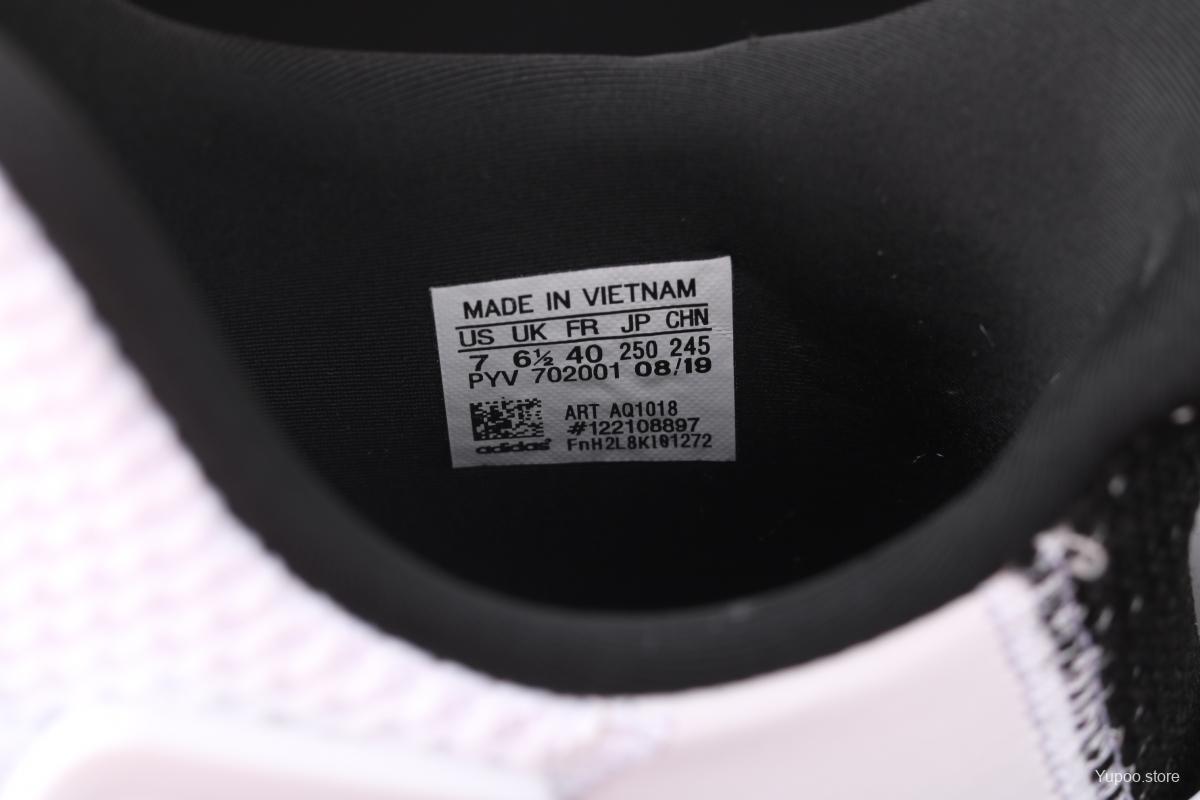 MADE IN VIETNAM
US UK FR JP CHN
7 6½ 40 250 245
PYV 702001 08/19
ART AQ1018
#122108897
adidas FnH2L8Kl01272
Yupoo.store